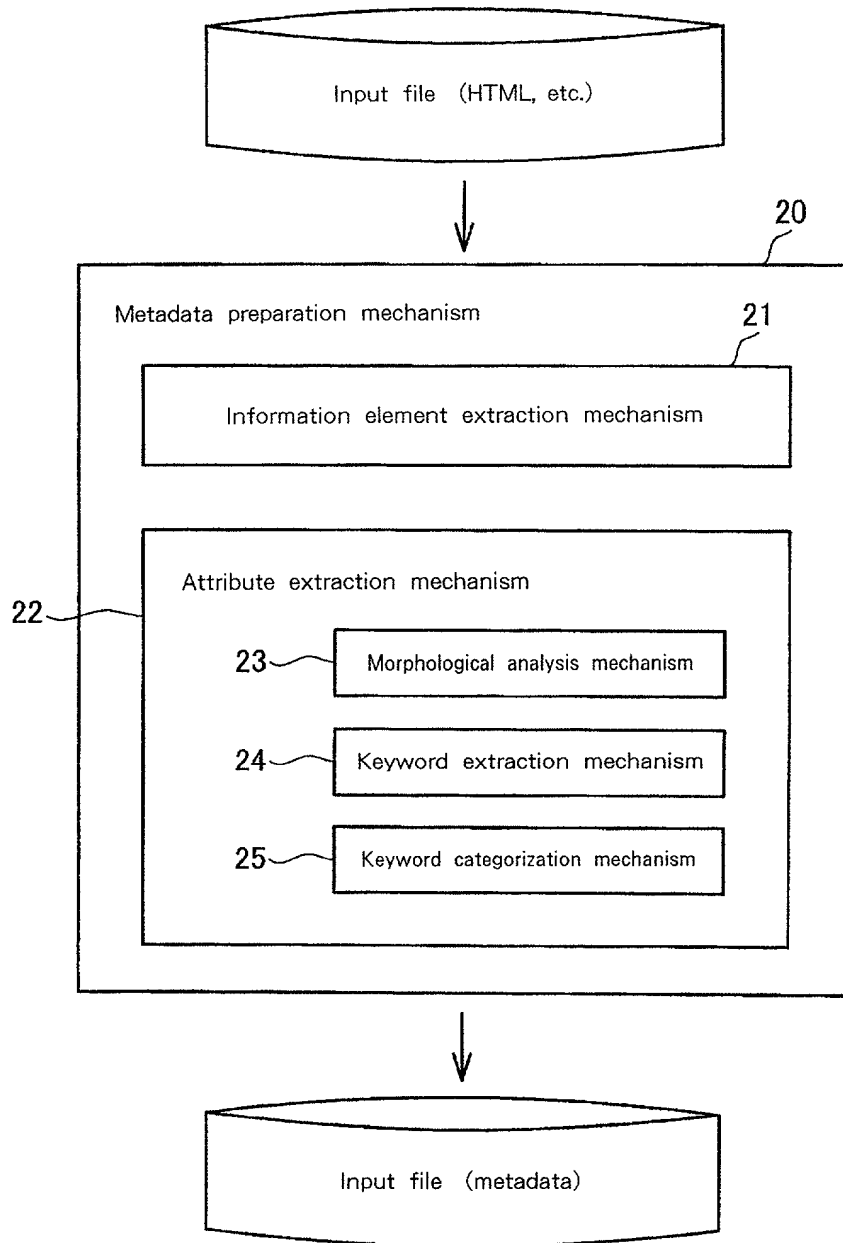 Input file (HTML, etc.)
20
Metadata preparation mechanism
21
Information element extraction mechanism
Attribute extraction mechanism
22
23
Morphological analysis mechanism
24
Keyword extraction mechanism
25
Keyword categorization mechanism
Input file (metadata)